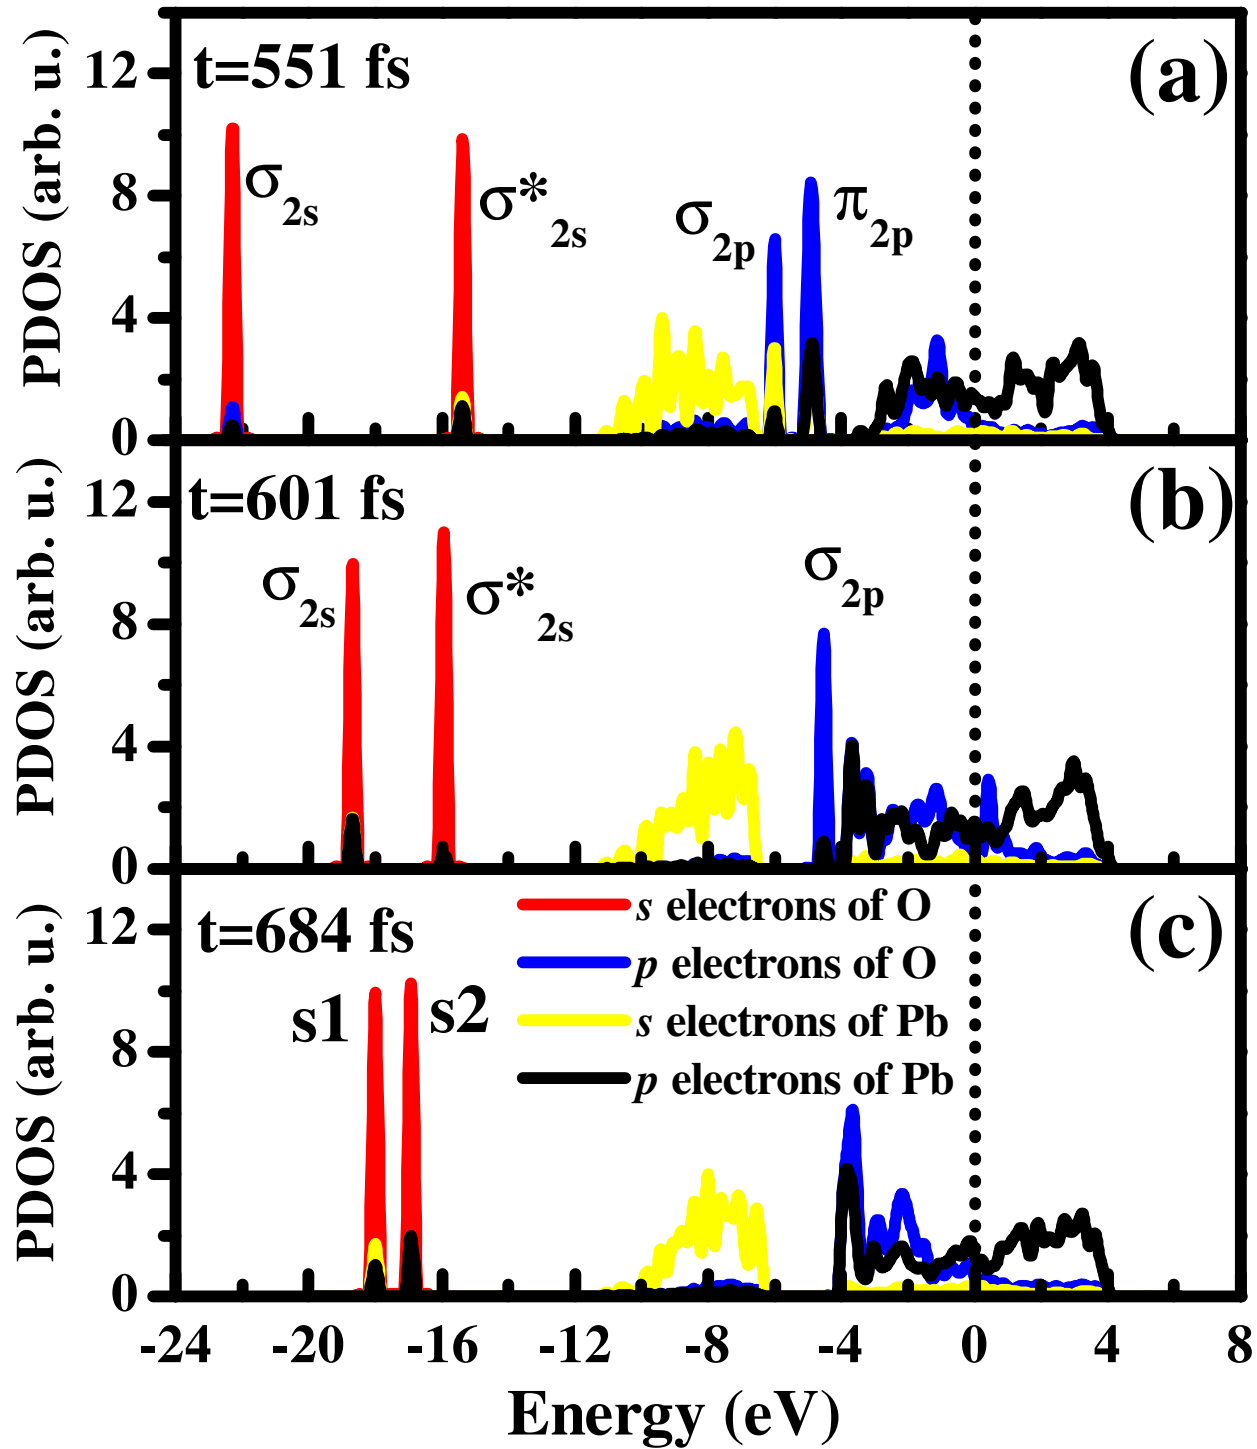 t=551 fs
(a)
PDOS (arb. u.)
12
8
4
0
σ2s
σ*2s
σ2p
π2p
t=601 fs
(b)
PDOS (arb. u.)
12
8
4
0
σ2s
σ*2s
σ2p
t=684 fs
(c)
PDOS (arb. u.)
12
8
4
0
s1
s2
s electrons of O
p electrons of O
s electrons of Pb
p electrons of Pb
-24 -20 -16 -12 -8 -4 0 4 8
Energy (eV)